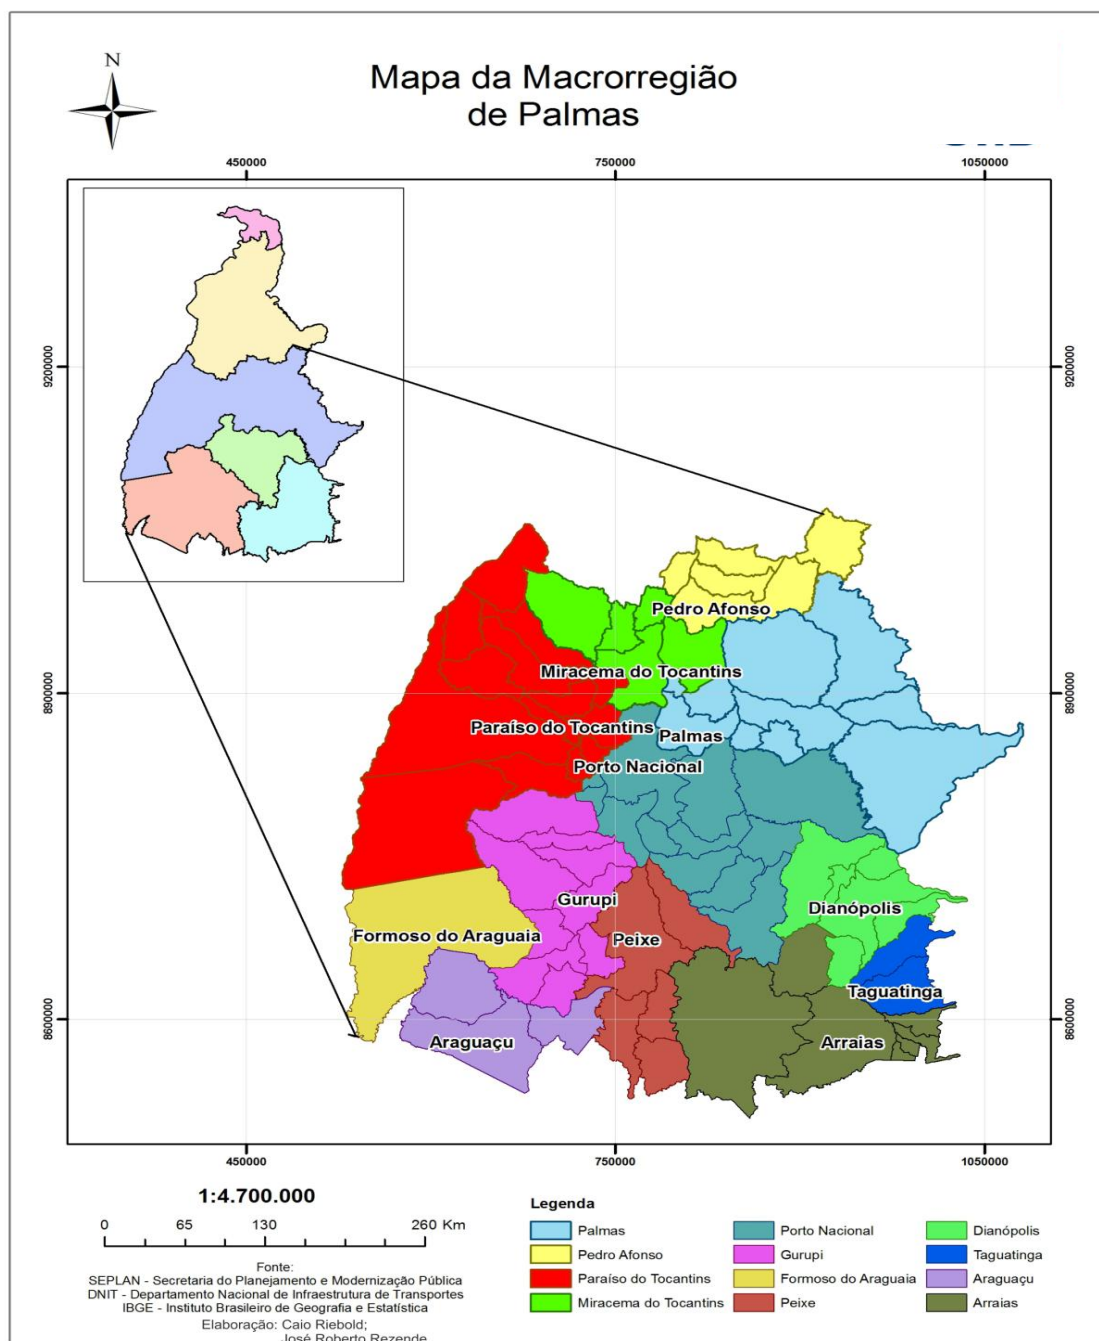 N
Mapa da Macrorregião
de Palmas
450000
750000
1050000
9200000
9200000
8900000
8900000
8600000
8600000
Pedro Afonso
Miracema do Tocantins
Paraíso do Tocantins
Palmas
Porto Nacional
Gurupi
Dianópolis
Formoso do Araguaia
Peixe
Taguatinga
Araguaçu
Arraias
450000
750000
1050000
1:4.700.000
0 65 130 260 Km
Fonte:
SEPLAN - Secretaria do Planejamento e Modernização Pública
DNIT - Departamento Nacional de Infraestrutura de Transportes
IBGE - Instituto Brasileiro de Geografia e Estatística
Elaboração: Caio Riebold;
José Roberto Rezende
Legenda
Palmas
Pedro Afonso
Paraíso do Tocantins
Miracema do Tocantins
Porto Nacional
Gurupi
Formoso do Araguaia
Peixe
Dianópolis
Taguatinga
Araguaçu
Arraias